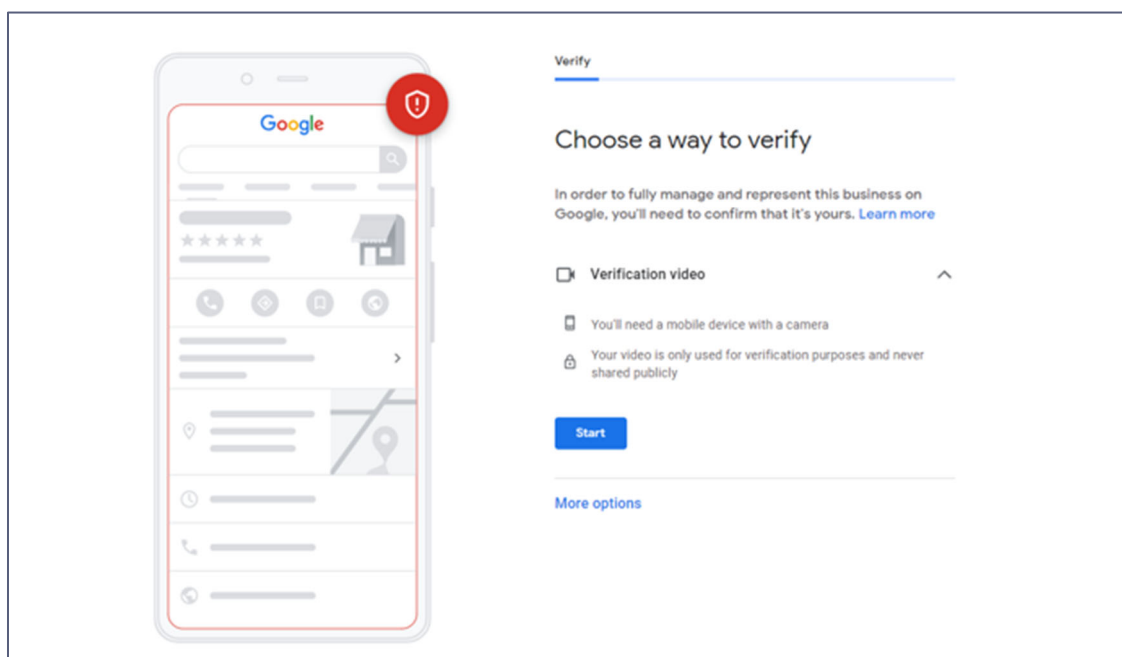 Google
Verify
Choose a way to verify
In order to fully manage and represent this business on
Google, you'll need to confirm that it's yours. Learn more
Verification video
You'll need a mobile device with a camera
Your video is only used for verification purposes and never
shared publicly
Start
More options